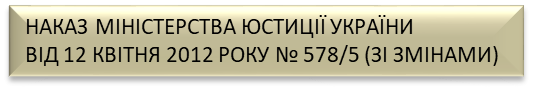 НАКАЗ МІНІСТЕРСТВА ЮСТИЦІЇ УКРАЇНИ
ВІД 12 КВІТНЯ 2012 РОКУ № 578/5 (ЗІ ЗМІНАМИ)